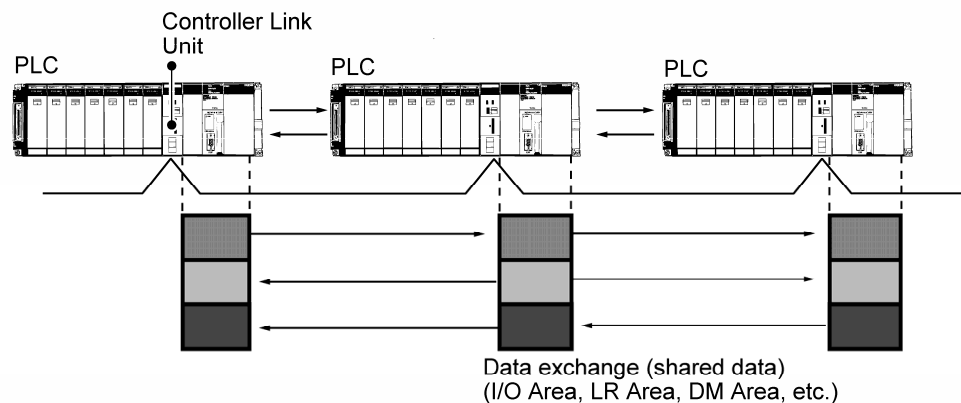 Controller Link
Unit
PLC
PLC
PLC
Data exchange (shared data)
(I/O Area, LR Area, DM Area, etc.)